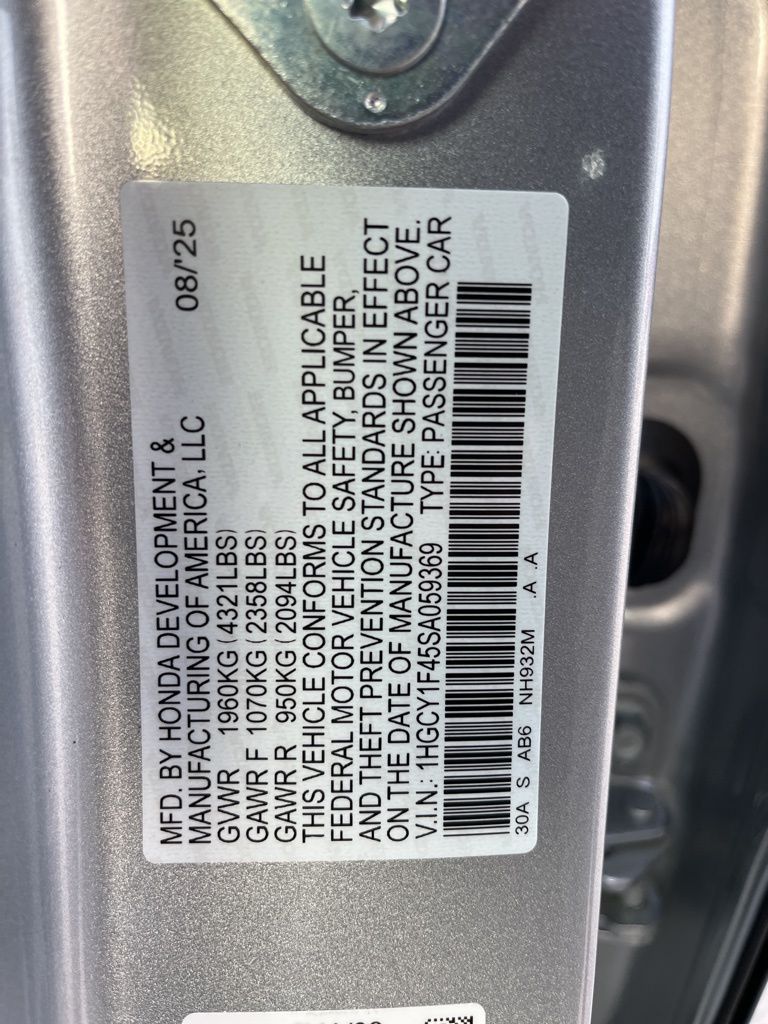 MFD. BY HONDA DEVELOPMENT & 08/'25
MANUFACTURING OF AMERICA, LLC
GVWR 1960KG (4321LBS)
GAWR F 1070KG (2358LBS)
GAWR R 950KG (2094LBS)
THIS VEHICLE CONFORMS TO ALL APPLICABLE
FEDERAL MOTOR VEHICLE SAFETY, BUMPER,
AND THEFT PREVENTION STANDARDS IN EFFECT
ON THE DATE OF MANUFACTURE SHOWN ABOVE.
V.I.N.: 1HGCY1F45SA059369 TYPE: PASSENGER CAR
30A S AB6 NH932M .A .A